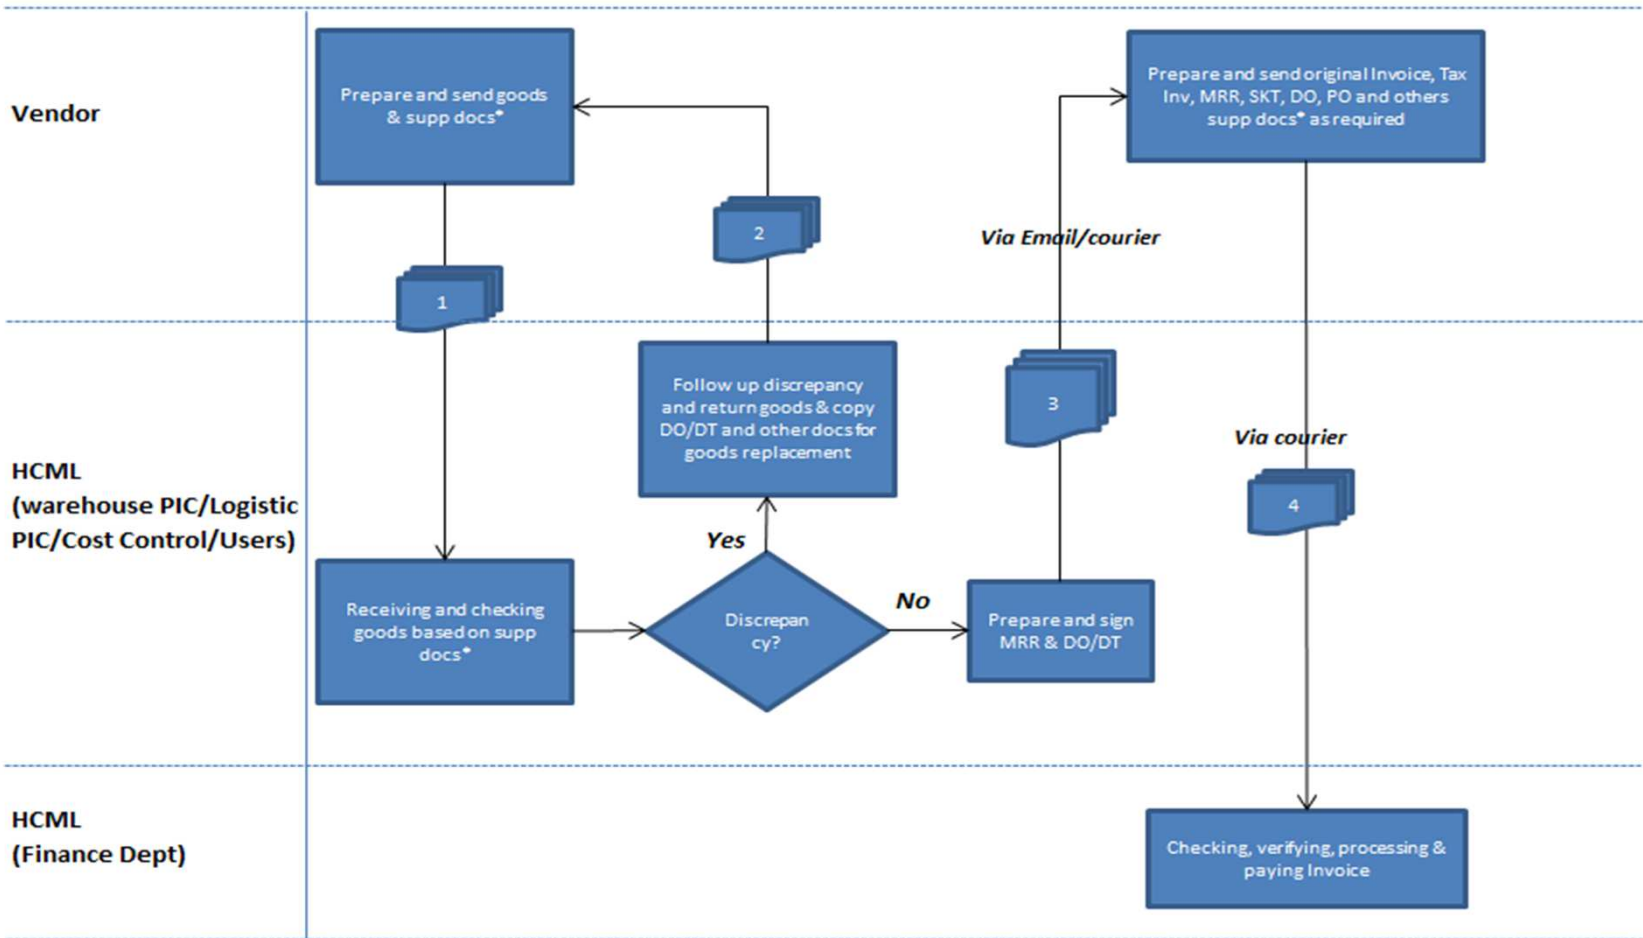 Vendor
Prepare and send goods
& supp docs*
1
2
Via Email/courier
Prepare and send original Invoice, Tax
Inv, MRR, SKT, DO, PO and others
supp docs* as required
HCML
(warehouse PIC/Logistic
PIC/Cost Control/Users)
Follow up discrepancy
and return goods & copy
DO/DT and other docs for
goods replacement
3
Via courier
4
Receiving and checking
goods based on supp
docs*
Discrepan
cy?
Yes
No
Prepare and sign
MRR & DO/DT
HCML
(Finance Dept)
Checking, verifying, processing &
paying Invoice